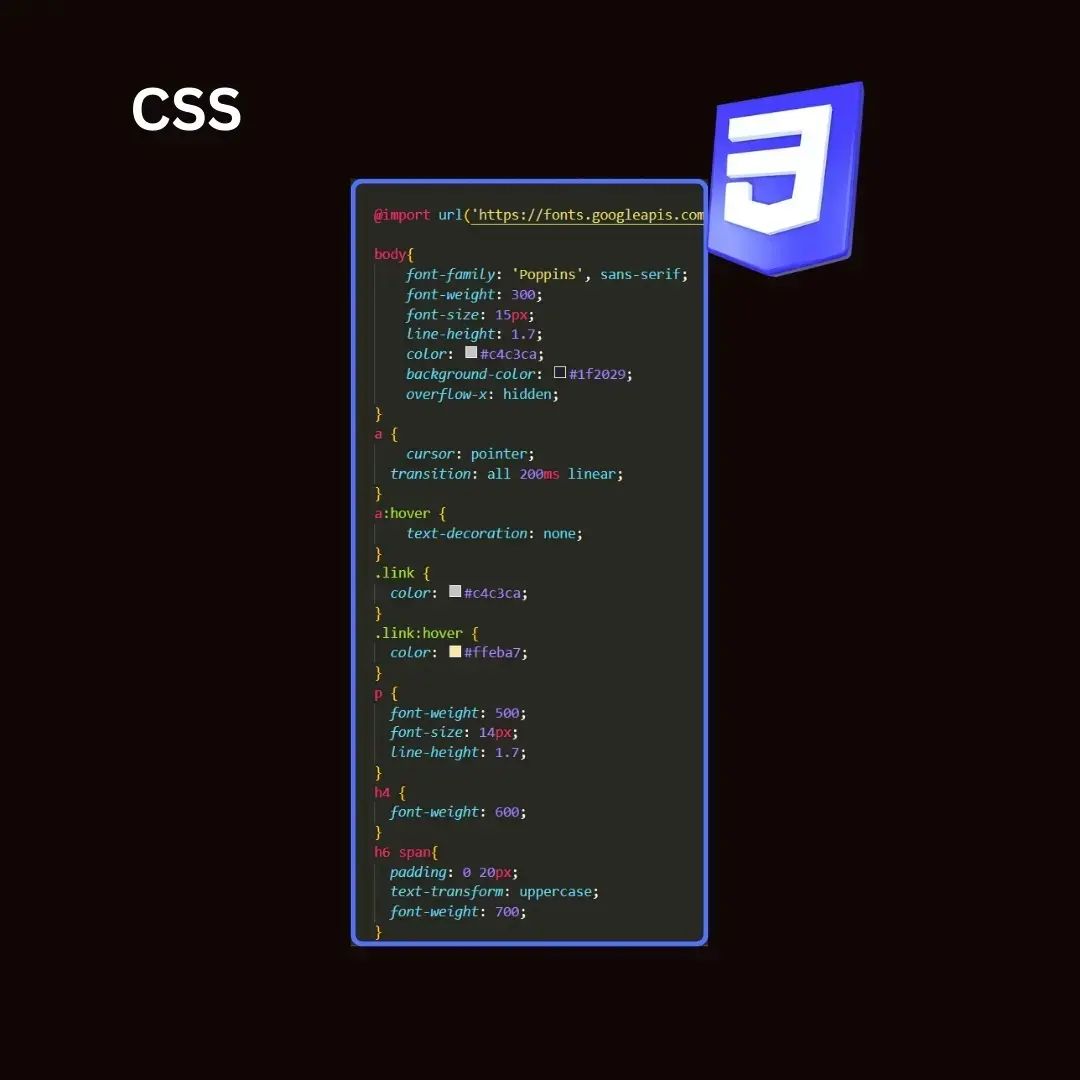 CSS
3
@import url('https://fonts.googleapis.com
body{
    font-family: 'Poppins', sans-serif;
    font-weight: 300;
    font-size: 15px;
    line-height: 1.7;
    color: #c4c3ca;
    background-color: #1f2029;
    overflow-x: hidden;
}
a {
    cursor: pointer;
  transition: all 200ms linear;
}
a:hover {
    text-decoration: none;
}
.link {
  color: #c4c3ca;
}
.link:hover {
  color: #ffeba7;
}
p {
  font-weight: 500;
  font-size: 14px;
  line-height: 1.7;
}
h4 {
  font-weight: 600;
}
h6 span{
  padding: 0 20px;
  text-transform: uppercase;
  font-weight: 700;
}